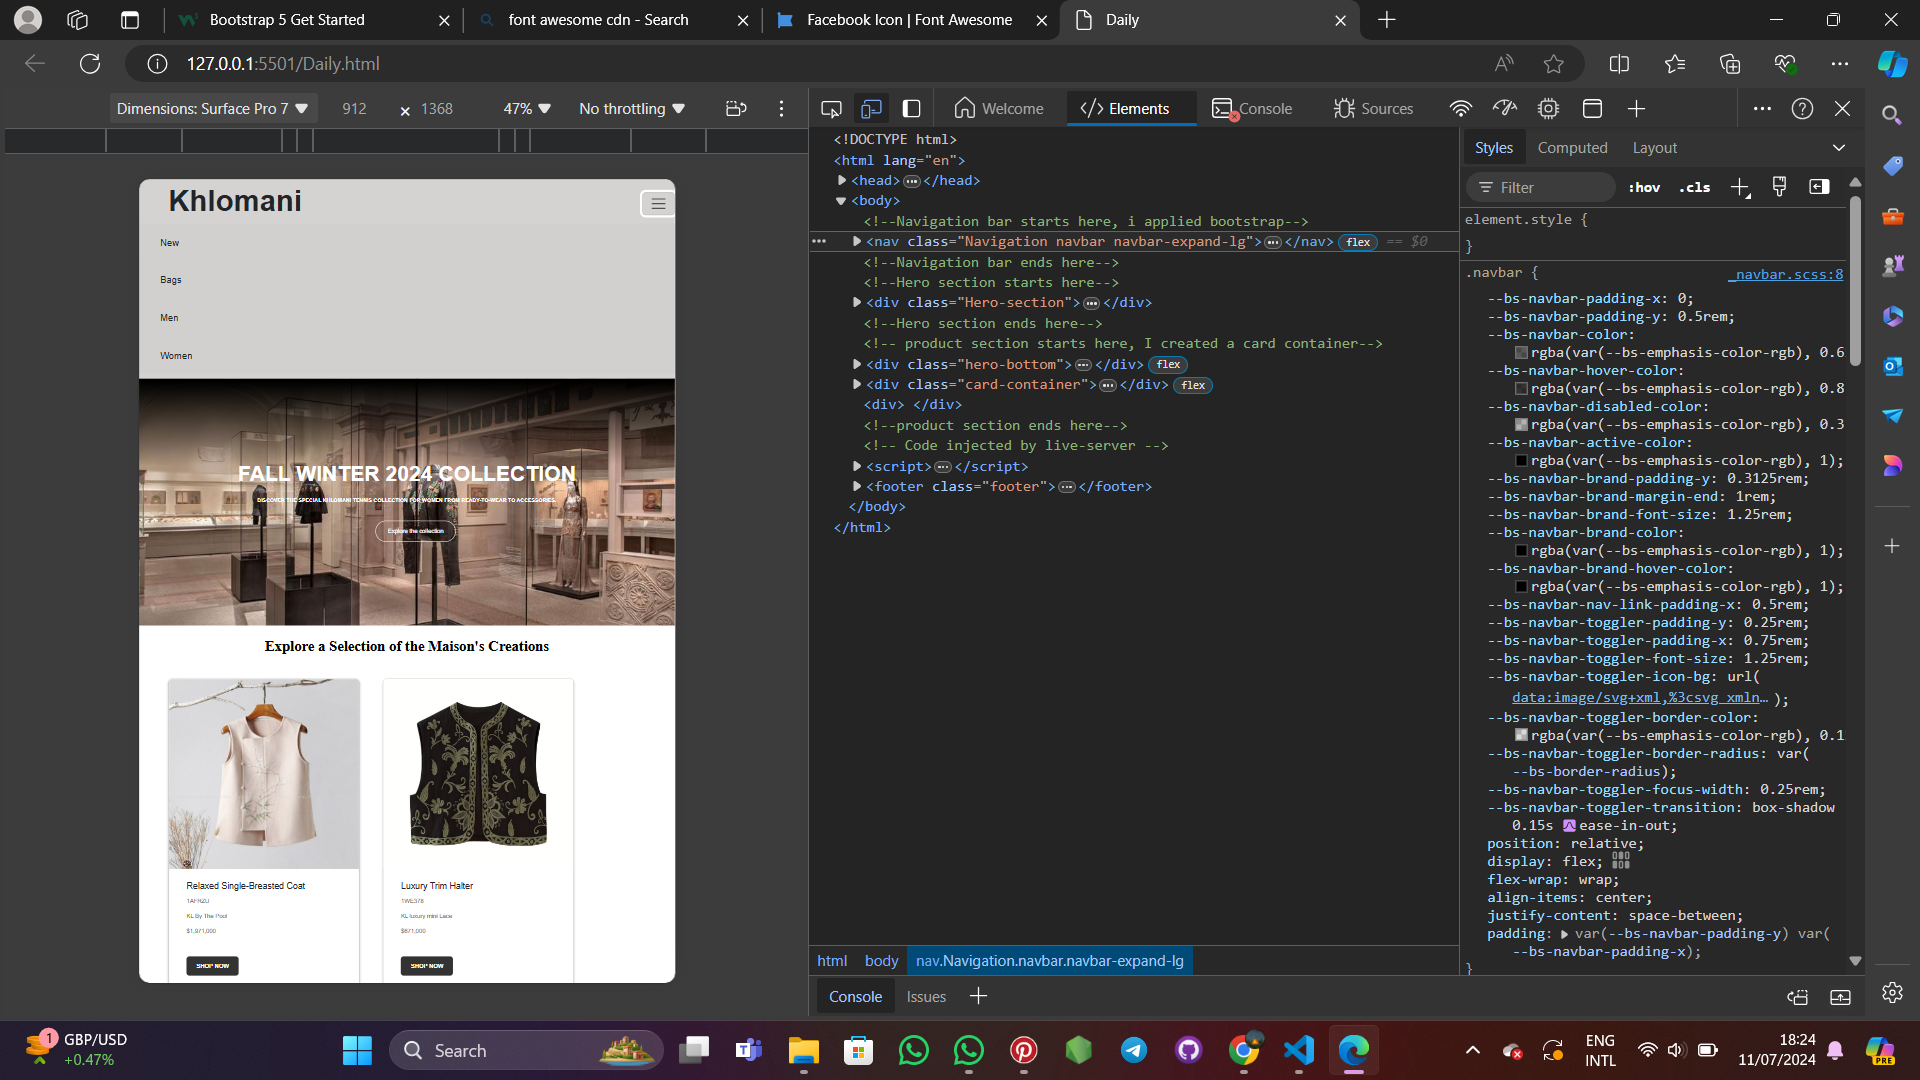 Bootstrap 5 Get Started
font awesome cdn - Search
Facebook Icon | Font Awesome
Daily
127.0.0.1:5501/Daily.html
Dimensions: Surface Pro 7
912
×
1368
47%
No throttling
Welcome
Elements
Console
Sources
Khlomani
New
Bags
Men
Women
FALL WINTER 2024 COLLECTION
DISCOVER THE SPECIAL KHLOMANI TENNIS COLLECTION FOR WOMEN FROM READY-TO-WEAR TO ACCESSORIES.
Explore the collection
Explore a Selection of the Maison's Creations
Relaxed Single-Breasted Coat
1AFRZU
KL By The Pool
$1,971,000
SHOP NOW
Luxury Trim Halter
1WE378
KL luxury mini Lace
$671,000
SHOP NOW
<!DOCTYPE html>
<html lang="en">
<head> ••• </head>
<body>
<!--Navigation bar starts here, i applied bootstrap-->
<nav class="Navigation navbar navbar-expand-lg"> ••• </nav> flex == $0
<!--Navigation bar ends here-->
<!--Hero section starts here-->
<div class="Hero-section"> ••• </div>
<!--Hero section ends here-->
<!-- product section starts here, I created a card container-->
<div class="hero-bottom"> ••• </div> flex
<div class="card-container"> ••• </div> flex
<div> </div>
<!--product section ends here-->
<!-- Code injected by live-server -->
<script> ••• </script>
<footer class="footer"> ••• </footer>
</body>
</html>
html body nav.Navigation.navbar.navbar-expand-lg
Console
Issues
Styles
Computed
Layout
Filter
:hov
.cls
element.style {
}
.navbar {
_navbar.scss:8
--bs-navbar-padding-x: 0;
--bs-navbar-padding-y: 0.5rem;
--bs-navbar-color:
rgba(var(--bs-emphasis-color-rgb), 0.6
--bs-navbar-hover-color:
rgba(var(--bs-emphasis-color-rgb), 0.8
--bs-navbar-disabled-color:
rgba(var(--bs-emphasis-color-rgb), 0.3
--bs-navbar-active-color:
rgba(var(--bs-emphasis-color-rgb), 1);
--bs-navbar-brand-padding-y: 0.3125rem;
--bs-navbar-brand-margin-end: 1rem;
--bs-navbar-brand-font-size: 1.25rem;
--bs-navbar-brand-color:
rgba(var(--bs-emphasis-color-rgb), 1);
--bs-navbar-brand-hover-color:
rgba(var(--bs-emphasis-color-rgb), 1);
--bs-navbar-nav-link-padding-x: 0.5rem;
--bs-navbar-toggler-padding-y: 0.25rem;
--bs-navbar-toggler-padding-x: 0.75rem;
--bs-navbar-toggler-font-size: 1.25rem;
--bs-navbar-toggler-icon-bg: url(
data:image/svg+xml,%3csvg xmln… );
--bs-navbar-toggler-border-color:
rgba(var(--bs-emphasis-color-rgb), 0.1
--bs-navbar-toggler-border-radius: var(
--bs-border-radius);
--bs-navbar-toggler-focus-width: 0.25rem;
--bs-navbar-toggler-transition: box-shadow
0.15s ease-in-out;
position: relative;
display: flex;
flex-wrap: wrap;
align-items: center;
justify-content: space-between;
padding: var(--bs-navbar-padding-y) var(
--bs-navbar-padding-x);
}
1
GBP/USD
+0.47%
Search
ENG
INTL
18:24
11/07/2024
PRE